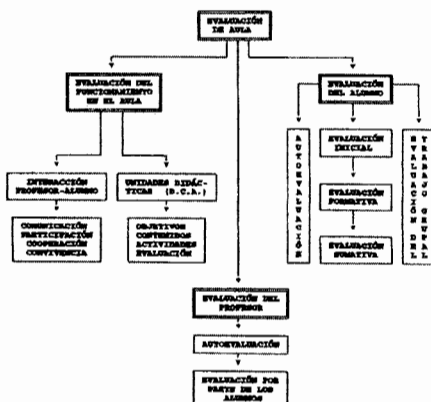 EVALUACIÓN
DE AULA
EVALUACIÓN DEL
FUNCIONAMIENTO
EN EL AULA
EVALUACIÓN
DEL ALUMNO
INTERACCIÓN
PROFESOR-ALUMNO
UNIDADES DIDÁC-
TICAS (D.C.A.)
COMUNICACIÓN
PARTICIPACIÓN
COOPERACIÓN
CONVIVENCIA
OBJETIVOS
CONTENIDOS
ACTIVIDADES
EVALUACIÓN
AUTOEVALUACIÓN
EVALUACIÓN
INICIAL
EVALUACIÓN
FORMATIVA
EVALUACIÓN
SUMATIVA
EVALUACIÓN DEL
TRABAJO GRUPAL
EVALUACIÓN DEL
PROFESOR
AUTOEVALUACIÓN
EVALUACIÓN POR
PARTE DE LOS
ALUMNOS